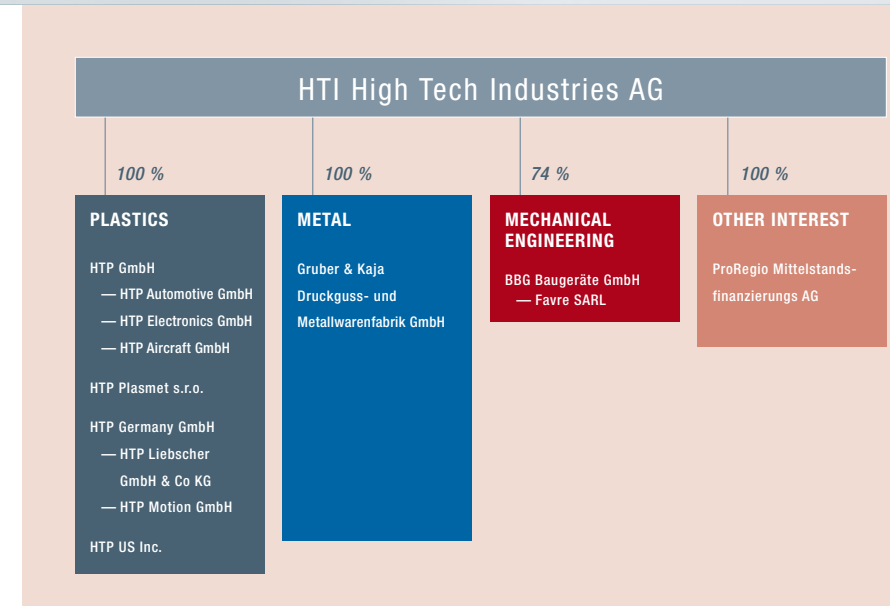 HTI High Tech Industries AG
100 %
100 %
74 %
100 %
PLASTICS
HTP GmbH
— HTP Automotive GmbH
— HTP Electronics GmbH
— HTP Aircraft GmbH
HTP Plasmet s.r.o.
HTP Germany GmbH
— HTP Liebscher
GmbH & Co KG
— HTP Motion GmbH
HTP US Inc.
METAL
Gruber & Kaja
Druckguss- und
Metallwarenfabrik GmbH
MECHANICAL
ENGINEERING
BBG Baugeräte GmbH
— Favre SARL
OTHER INTEREST
ProRegio Mittelstands-
finanzierungs AG